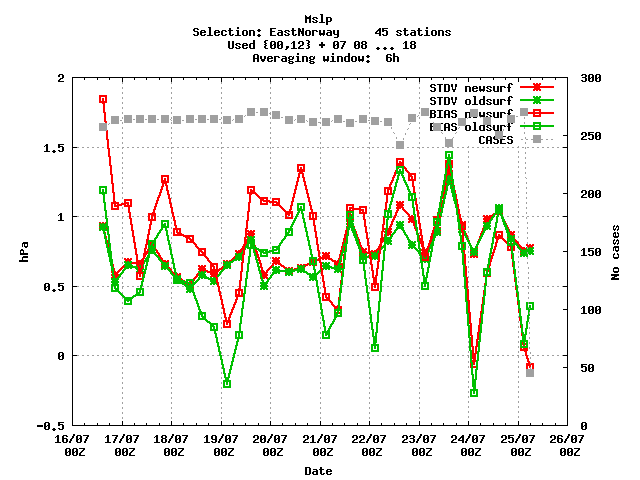 Mslp
Selection: EastNorway     45 stations
Used {00,12} + 07 08 ... 18
Averaging window:  6h
STDV newsurf
STDV oldsurf
BIAS newsurf
BIAS oldsurf
CASES
2
1.5
1
0.5
0
-0.5
hPa
300
250
200
150
100
50
0
No cases
16/07 17/07 18/07 19/07 20/07 21/07 22/07 23/07 24/07 25/07 26/07
00Z 00Z 00Z 00Z 00Z 00Z 00Z 00Z 00Z 00Z 00Z
Date